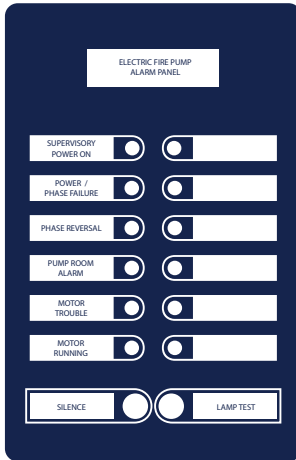 ELECTRIC FIRE PUMP
ALARM PANEL
SUPERVISORY
POWER ON
POWER /
PHASE FAILURE
PHASE REVERSAL
PUMP ROOM
ALARM
MOTOR
TROUBLE
MOTOR
RUNNING
SILENCE
LAMP TEST